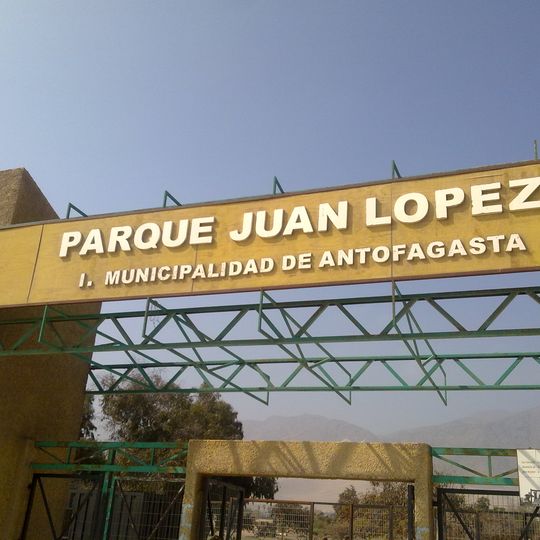 PARQUE JUAN LOPEZ
I. MUNICIPALIDAD DE ANTOFAGASTA